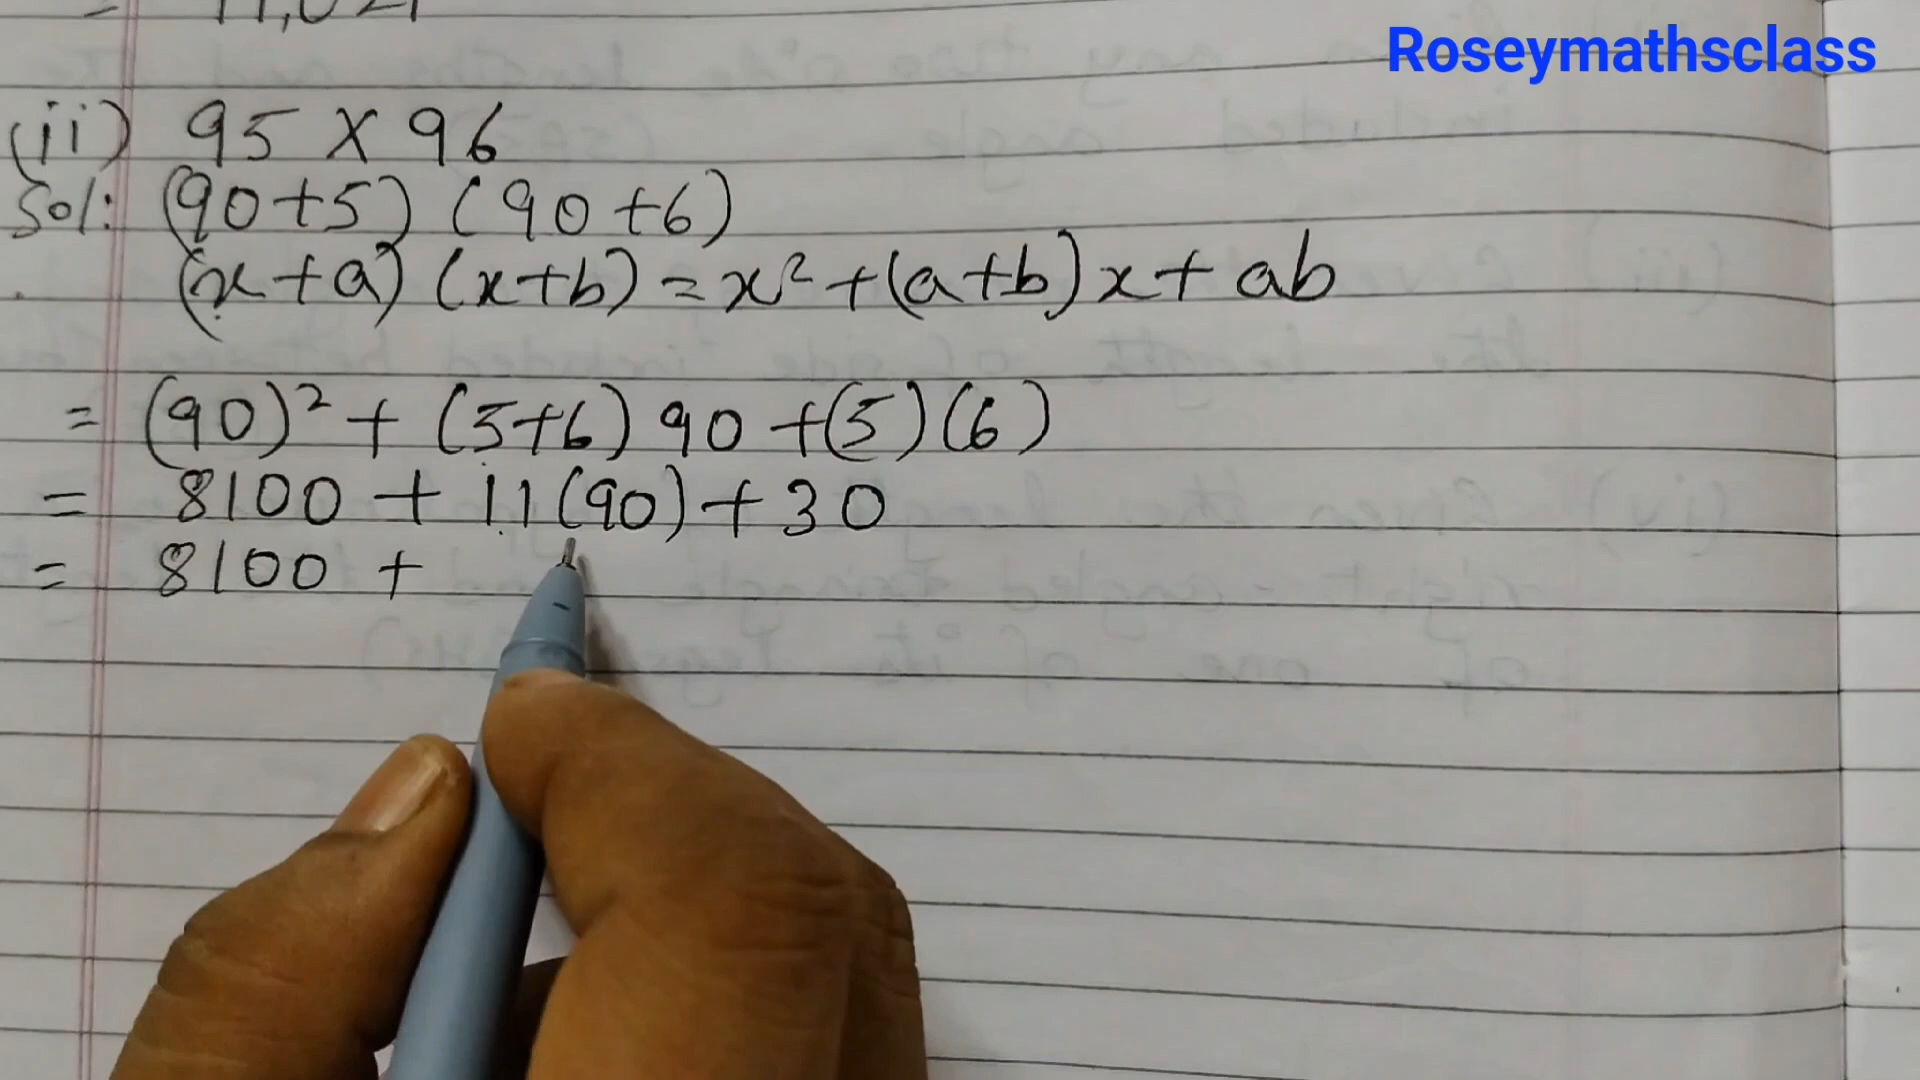 Roseymathsclass
(ii) 95 X 96
Sol: (90+5) (90+6)
(x+a) (x+b) = x² + (a+b) x + ab
= (90)² + (5+6) 90 + (5) (6)
= 8100 + 11 (90) + 30
= 8100 +